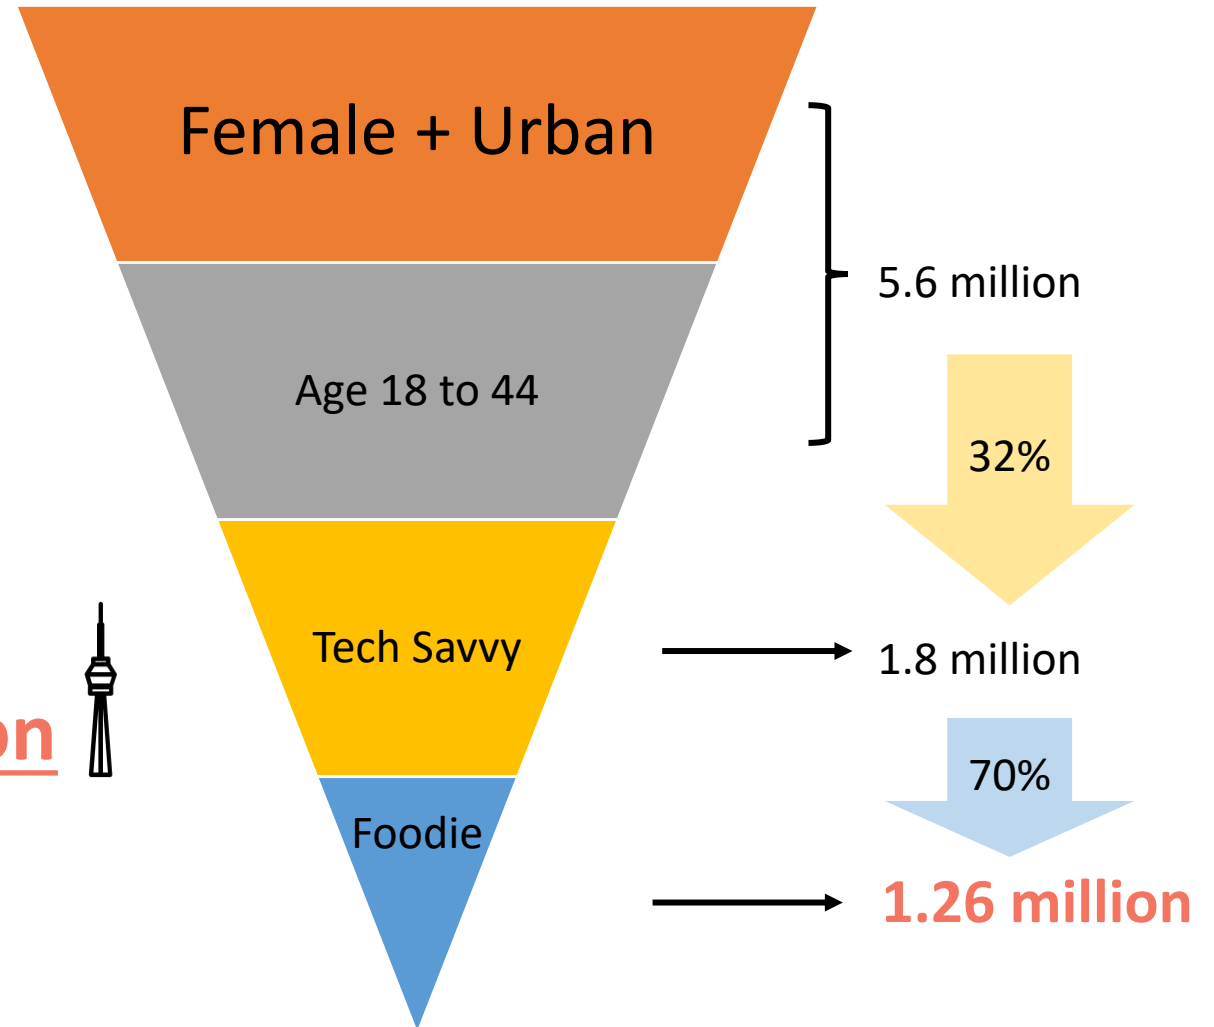 Female + Urban
5.6 million
Age 18 to 44
32%
Tech Savvy
1.8 million
on
70%
Foodie
1.26 million